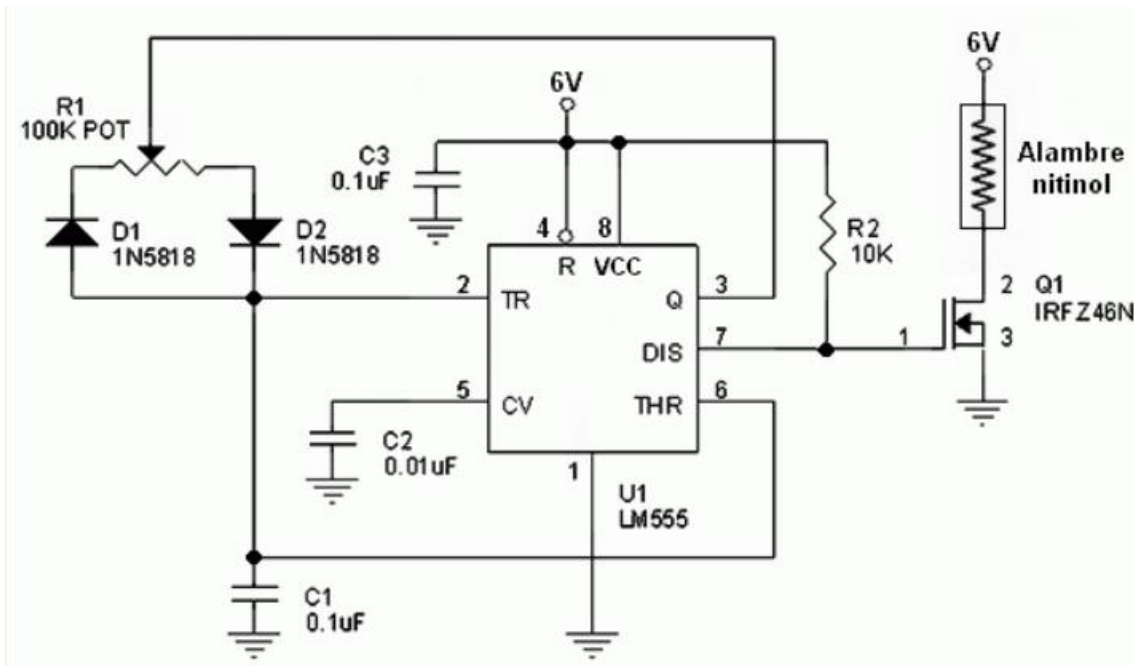 R1
100K POT
D1
1N5818
D2
1N5818
C3
0.1uF
6V
4
8
R
VCC
2
TR
Q
3
DIS
7
5
CV
THR
6
1
U1
LM555
C2
0.01uF
C1
0.1uF
R2
10K
6V
Alambre
nitinol
1
2
3
Q1
IRFZ46N